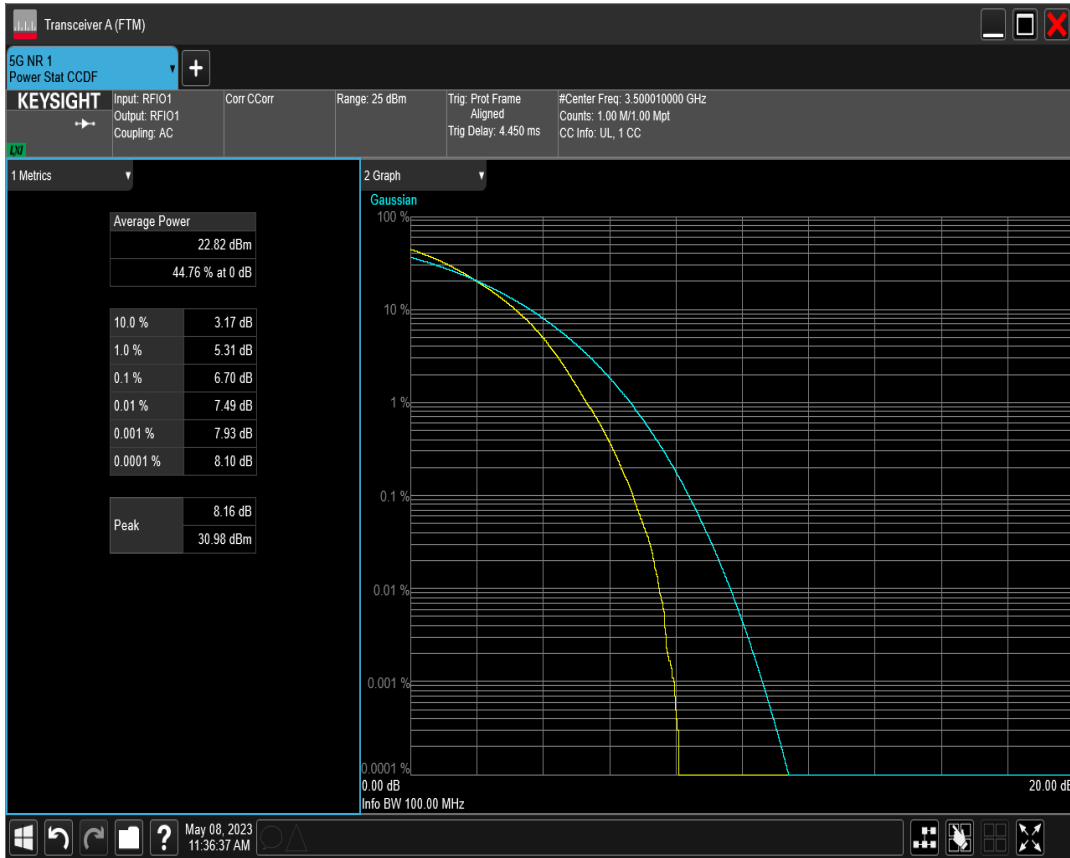 Transceiver A (FTM)
5G NR 1
Power Stat CCDF
KEYSIGHT
LXI
Input: RFIO1
Output: RFIO1
Coupling: AC
Corr CCorr
Range: 25 dBm
Trig: Prot Frame
Aligned
Trig Delay: 4.450 ms
#Center Freq: 3.500010000 GHz
Counts: 1.00 M/1.00 Mpt
CC Info: UL, 1 CC
1 Metrics
Average Power
22.82 dBm
44.76 % at 0 dB
10.0 % 3.17 dB
1.0 % 5.31 dB
0.1 % 6.70 dB
0.01 % 7.49 dB
0.001 % 7.93 dB
0.0001 % 8.10 dB
Peak 8.16 dB
30.98 dBm
2 Graph
Gaussian
100 %
10 %
1 %
0.1 %
0.01 %
0.001 %
0.0001 %
0.00 dB 20.00 dB
Info BW 100.00 MHz
? May 08, 2023
11:36:37 AM